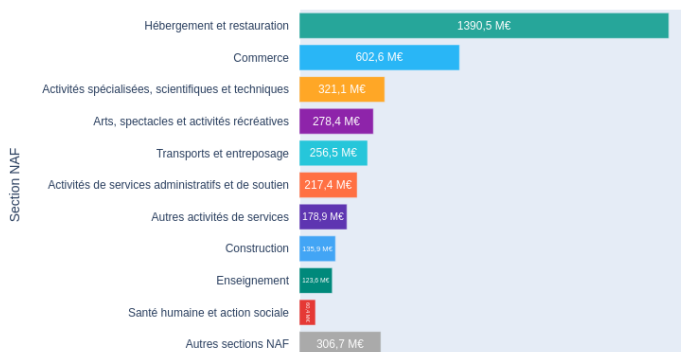 Hébergement et restauration 1390,5 M€
Commerce 602,6 M€
Activités spécialisées, scientifiques et techniques 321,1 M€
Arts, spectacles et activités récréatives 278,4 M€
Transports et entreposage 256,5 M€
Activités de services administratifs et de soutien 217,4 M€
Autres activités de services 178,9 M€
Construction 135,9 M€
Enseignement 123,6 M€
Santé humaine et action sociale
Autres sections NAF 306,7 M€
Section NAF